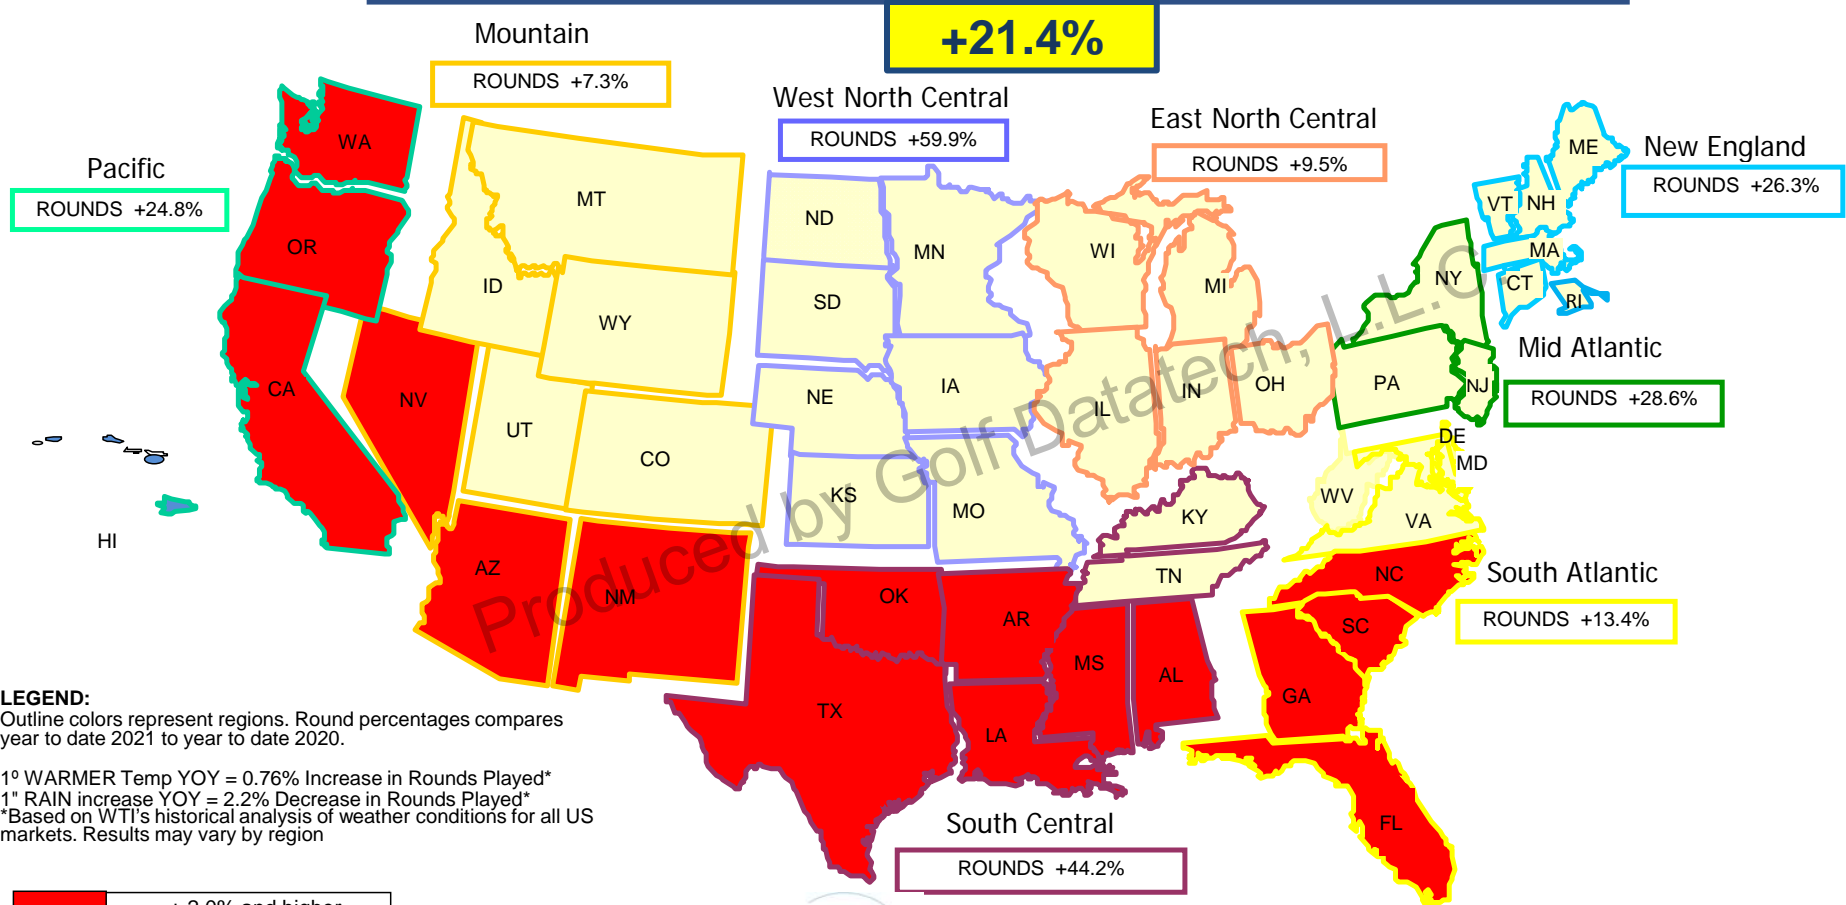 +21.4%
Mountain
ROUNDS +7.3%
West North Central
ROUNDS +59.9%
East North Central
ROUNDS +9.5%
New England
ROUNDS +26.3%
Pacific
ROUNDS +24.8%
Mid Atlantic
ROUNDS +28.6%
South Atlantic
ROUNDS +13.4%
South Central
ROUNDS +44.2%
WA
OR
CA
NV
HI
MT
ID
WY
UT
CO
AZ
NM
ND
SD
NE
KS
MN
IA
MO
WI
MI
IL
IN
OH
KY
TN
OK
TX
AR
LA
MS
AL
ME
VT
NH
MA
CT
RI
NY
PA
NJ
DE
MD
WV
VA
NC
SC
GA
FL
Produced by Golf Datatech, L.L.C.
LEGEND:
Outline colors represent regions. Round percentages compares
year to date 2021 to year to date 2020.
1º WARMER Temp YOY = 0.76% Increase in Rounds Played*
1" RAIN increase YOY = 2.2% Decrease in Rounds Played*
*Based on WTI's historical analysis of weather conditions for all US
markets. Results may vary by region
+ 2.0% and higher